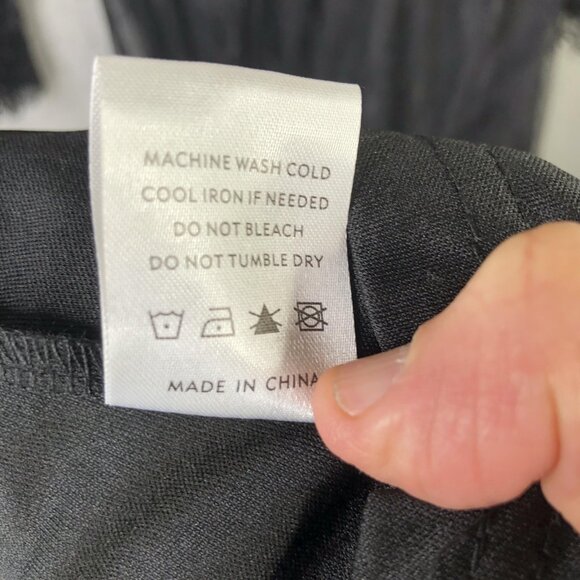 MACHINE WASH COLD
COOL IRON IF NEEDED
DO NOT BLEACH
DO NOT TUMBLE DRY
MADE IN CHINA